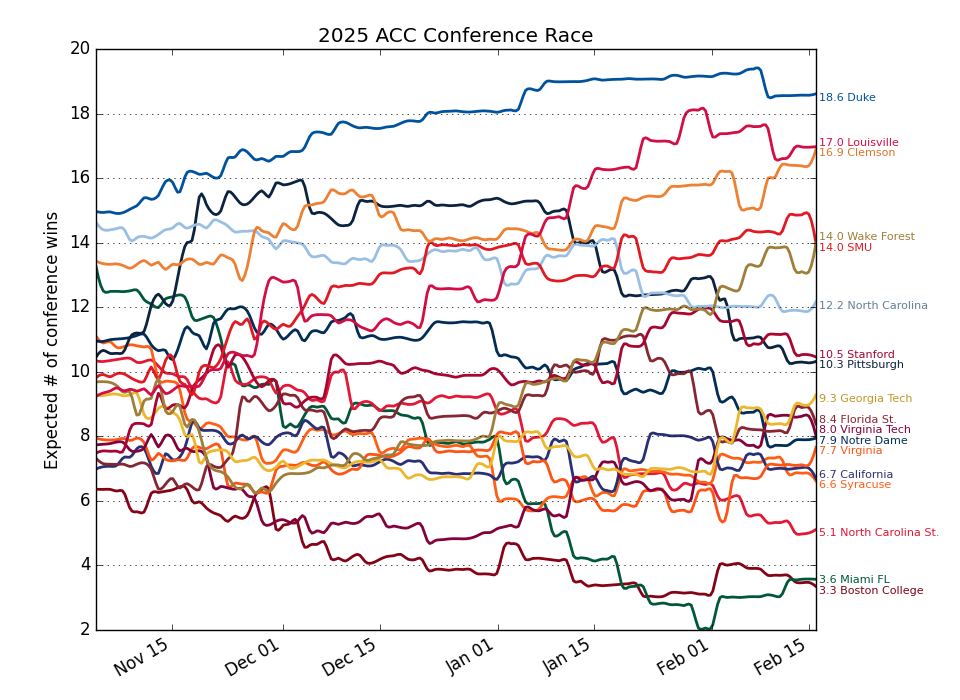 2025 ACC Conference Race
Expected # of conference wins
20
18
16
14
12
10
8
6
4
2
Nov 15
Dec 01
Dec 15
Jan 01
Jan 15
Feb 01
Feb 15
18.6 Duke
17.0 Louisville
16.9 Clemson
14.0 Wake Forest
14.0 SMU
12.2 North Carolina
10.5 Stanford
10.3 Pittsburgh
9.3 Georgia Tech
8.4 Florida St.
8.0 Virginia Tech
7.9 Notre Dame
7.7 Virginia
6.7 California
6.6 Syracuse
5.1 North Carolina St.
3.6 Miami FL
3.3 Boston College